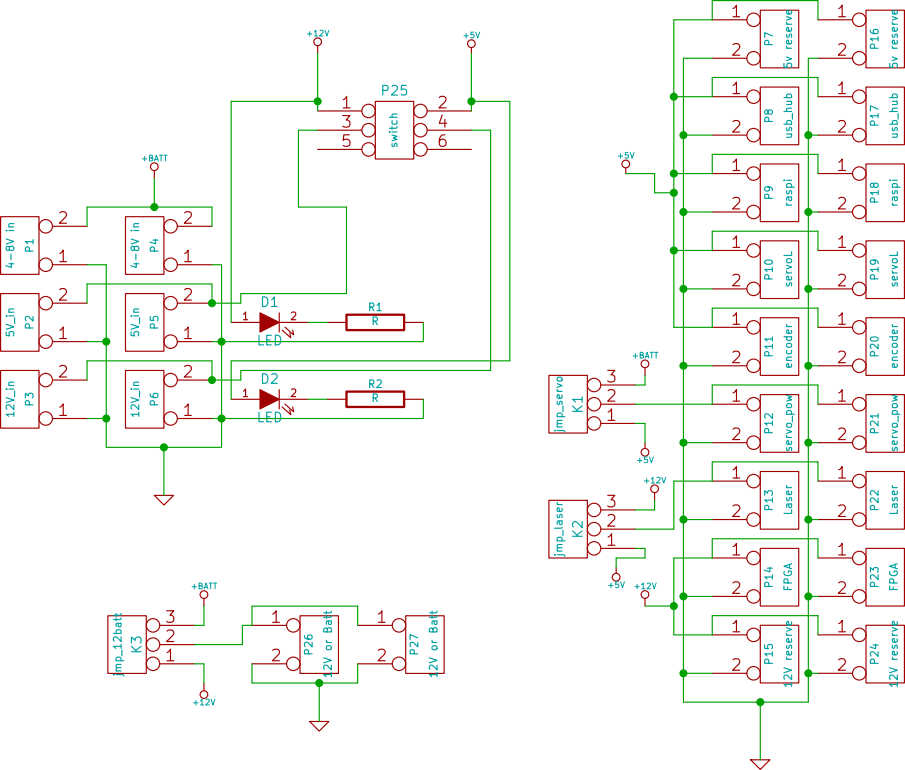 +12V
+5V
P25
switch
1 2
3 4
5 6
+BATT
4-8V in
P1
2
1
4-8V in
P4
2
1
5V_in
P2
2
1
5V_in
P5
2
1
12V_in
P3
2
1
12V_in
P6
2
1
D1
1 2
LED
R1
R
D2
1 2
LED
R2
R
+BATT
jmp_12batt
K3
3
2
1
+12V
1
2
P26
12V or Batt
1
2
P27
12V or Batt
+5V
+BATT
jmp_servo
K1
3
2
1
+5V
+12V
jmp_laser
K2
3
2
1
+5V
+12V
1
2
P7
5v reserve
1
2
P16
5v reserve
1
2
P8
usb_hub
1
2
P17
usb_hub
1
2
P9
raspi
1
2
P18
raspi
1
2
P10
servoL
1
2
P19
servoL
1
2
P11
encoder
1
2
P20
encoder
1
2
P12
servo_pow
1
2
P21
servo_pow
1
2
P13
Laser
1
2
P22
Laser
1
2
P14
FPGA
1
2
P23
FPGA
1
2
P15
12V reserve
1
2
P24
12V reserve